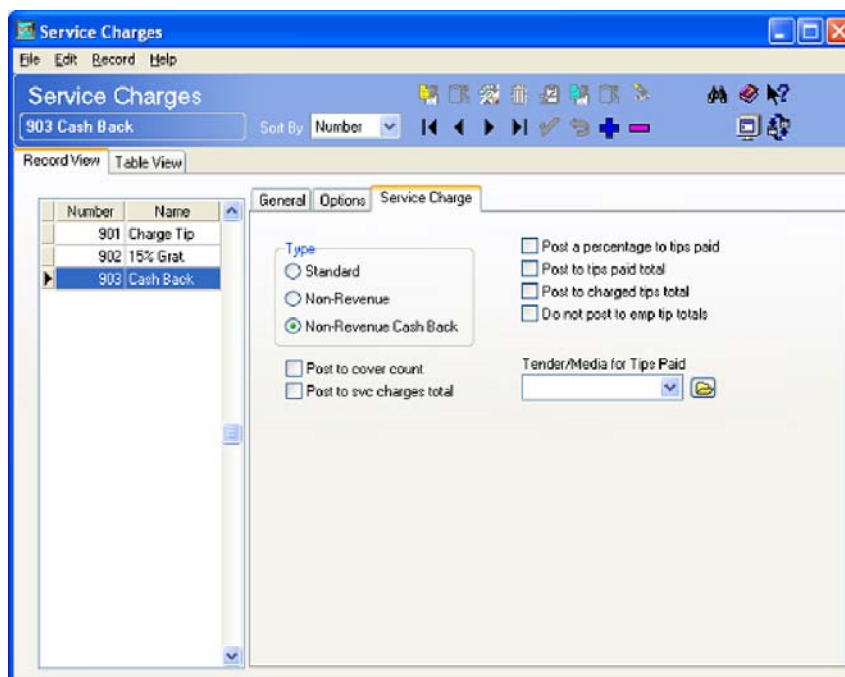 Service Charges
File Edit Record Help
Service Charges
903 Cash Back
Sort By Number
Record View Table View
General Options Service Charge
Number Name
901 Charge Tip
902 15% Grat.
903 Cash Back
Type
Standard
Non-Revenue
Non-Revenue Cash Back
Post to cover count
Post to svc charges total
Post a percentage to tips paid
Post to tips paid total
Post to charged tips total
Do not post to emp tip totals
Tender/Media for Tips Paid